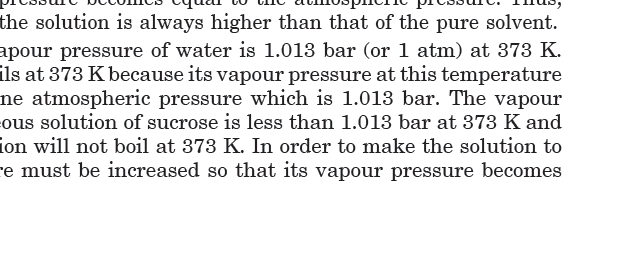 pressure becomes equal to the atmospheric pressure. Thus,
the solution is always higher than that of the pure solvent.
apour pressure of water is 1.013 bar (or 1 atm) at 373 K.
ils at 373 K because its vapour pressure at this temperature
ne atmospheric pressure which is 1.013 bar. The vapour
eous solution of sucrose is less than 1.013 bar at 373 K and
ion will not boil at 373 K. In order to make the solution to
re must be increased so that its vapour pressure becomes